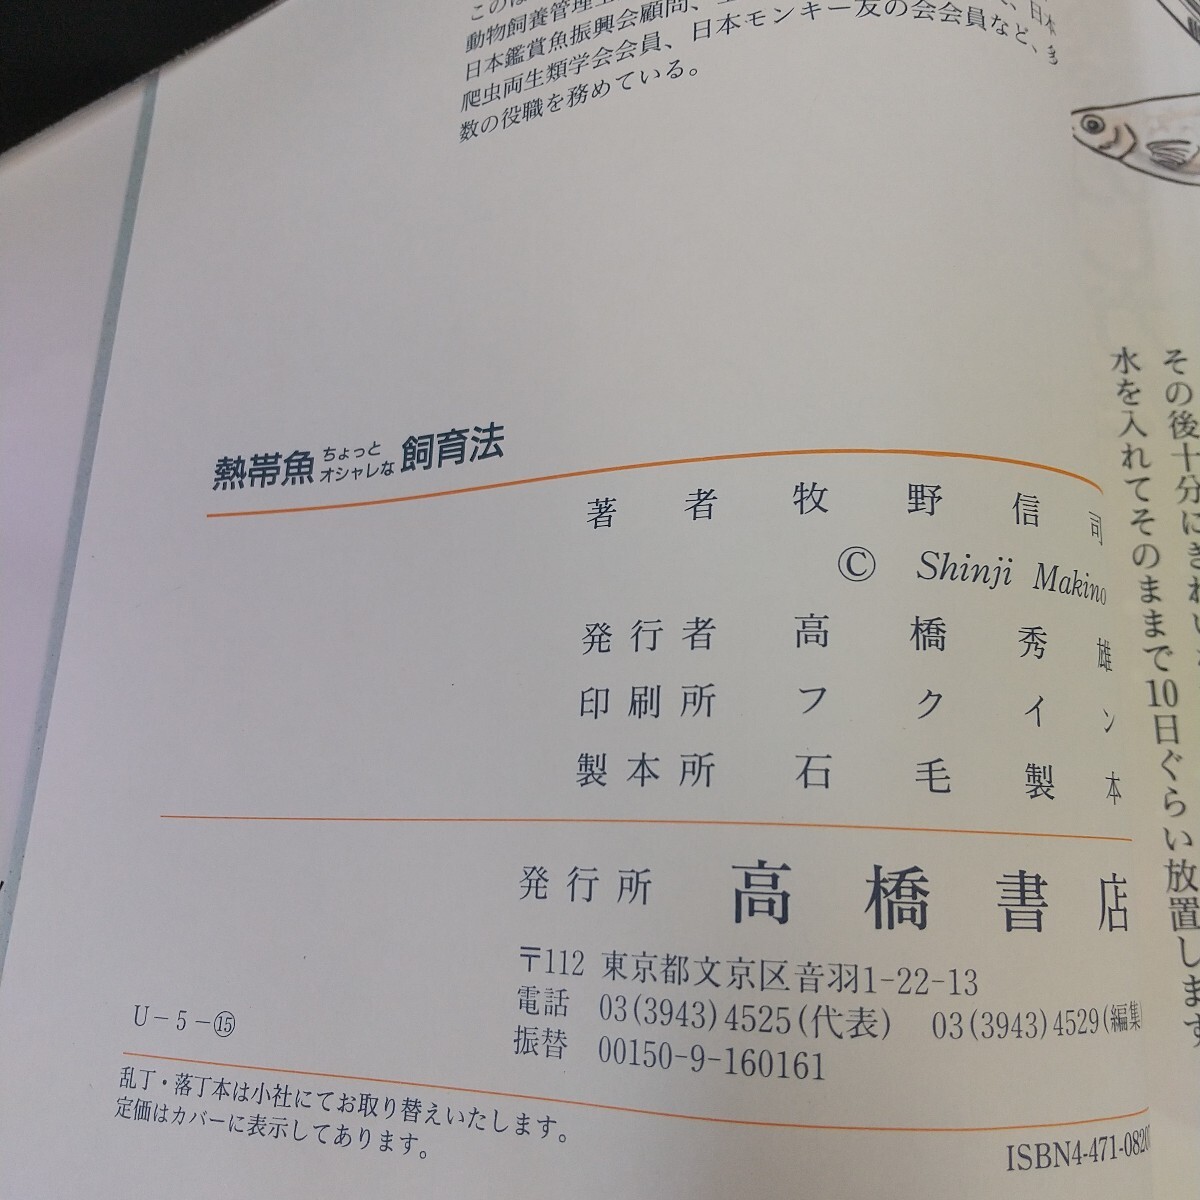 動物飼養管理士
日本鑑賞魚振興会顧問、
爬虫両生類学会会員、日本モンキー友の会会員など、多
数の役職を務めている。
熱帯魚ちょっとオシャレな飼育法
著者 牧野信司
© Shinji Makino
発行者 高橋秀雄
印刷所 フクイン
製本所 石毛製本
発行所 高橋書店
〒112 東京都文京区音羽1-22-13
電話 03(3943)4525(代表) 03(3943)4529(編集
振替 00150-9-160161
U-5-⑮
乱丁・落丁本は小社にてお取り替えいたします。
定価はカバーに表示してあります。
ISBN4-471-0820
その後十分にきれい
水を入れてそのままで10日ぐらい放置します